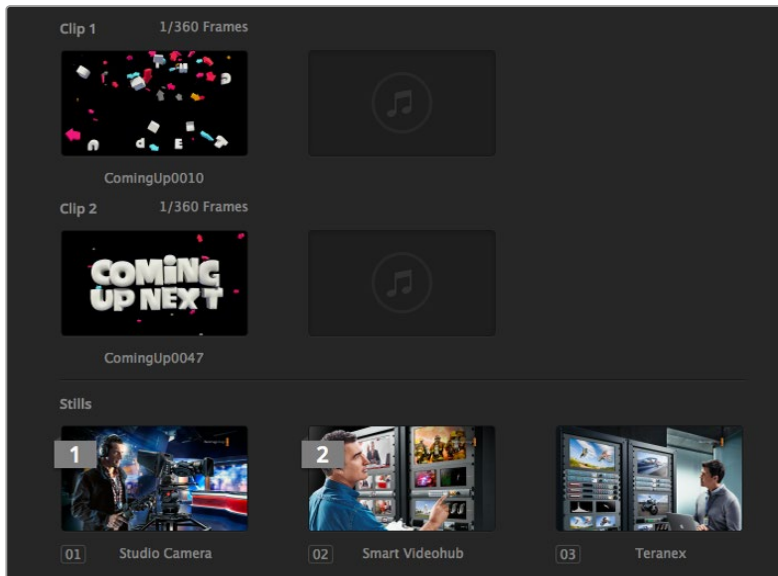 Clip 1 1/360 Frames
ComingUp0010
Clip 2 1/360 Frames
COMiNG
UP NEXT
ComingUp0047
Stills
1 2
01 Studio Camera 02 Smart Videohub 03 Teranex